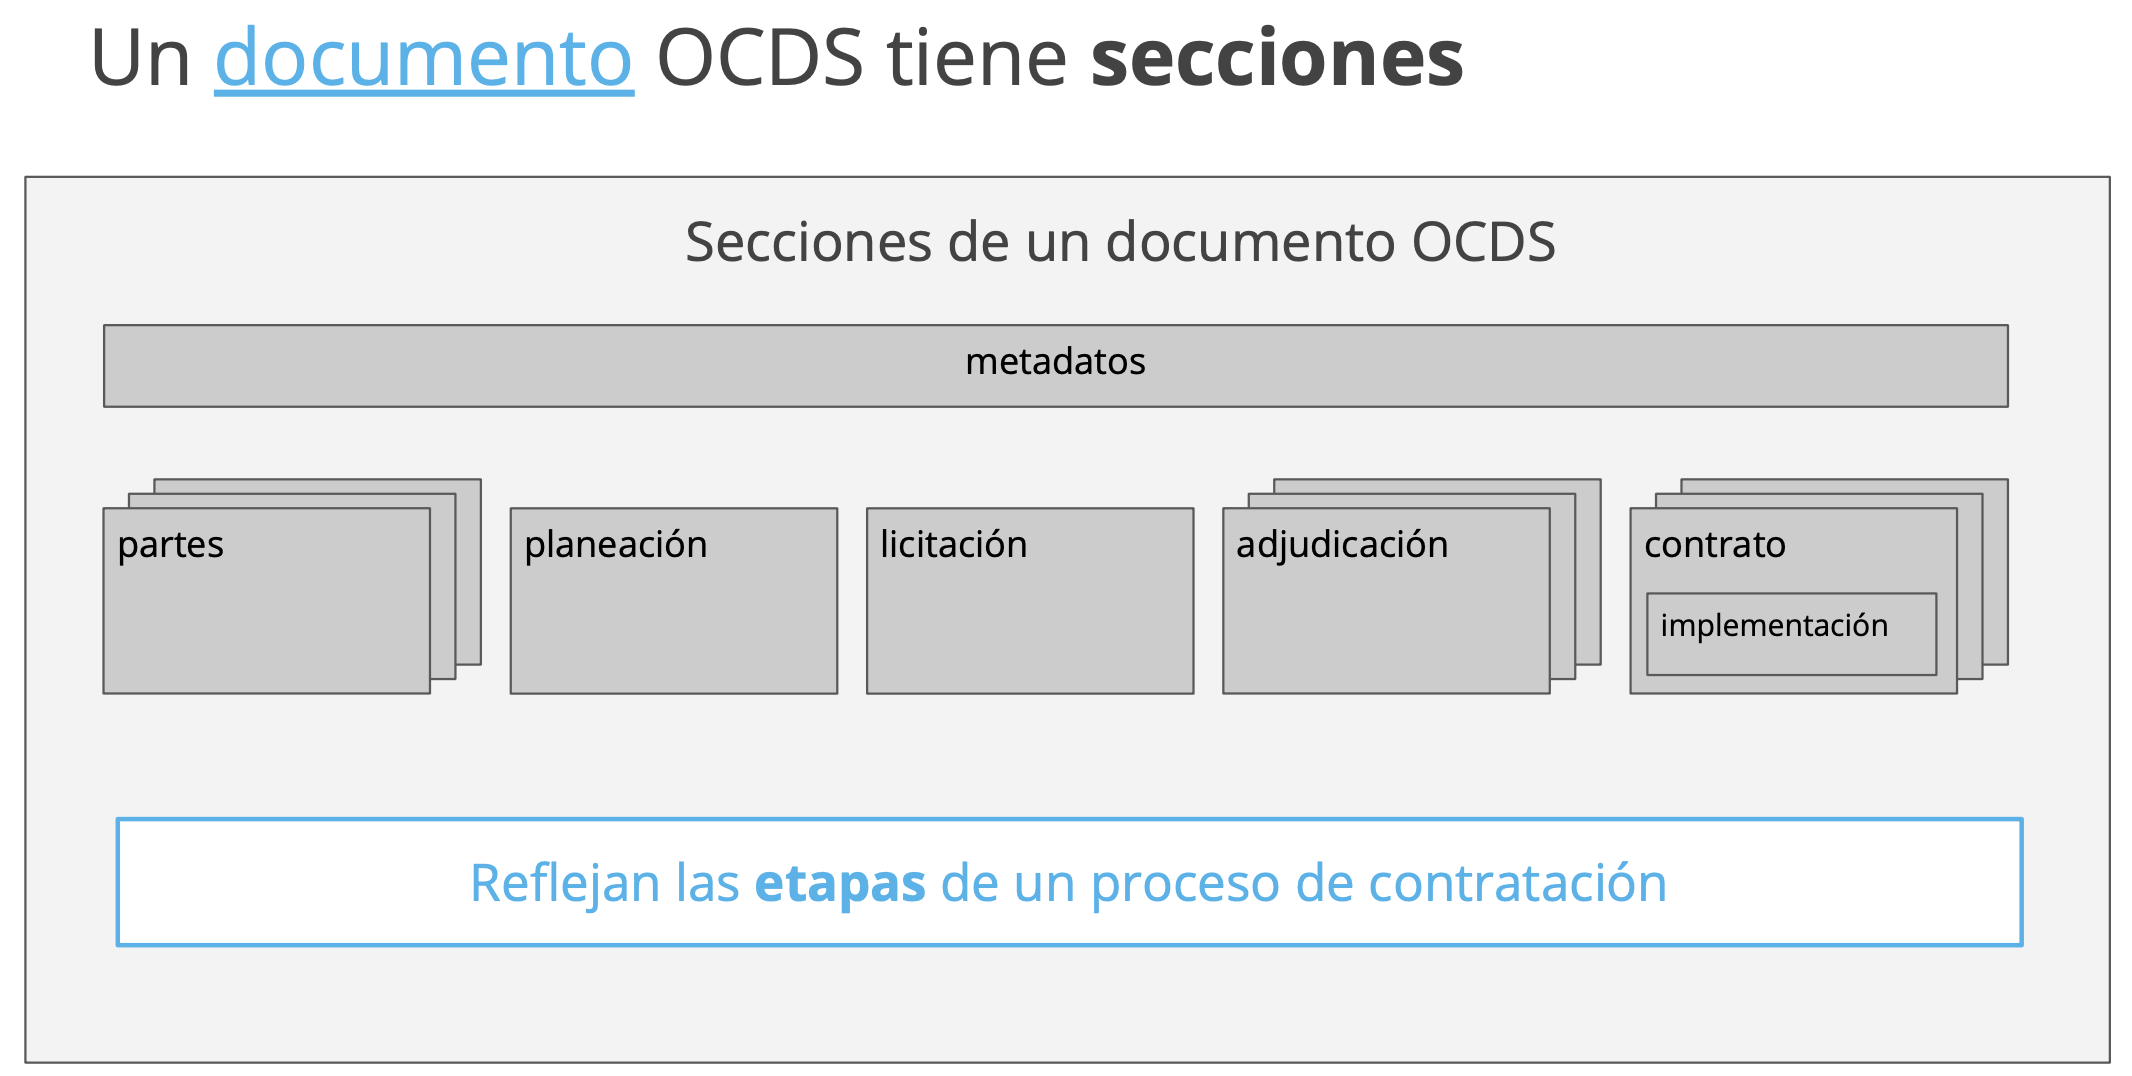 Un documento OCDS tiene secciones
Secciones de un documento OCDS
metadatos
partes
planeación
licitación
adjudicación
contrato
implementación
Reflejan las etapas de un proceso de contratación